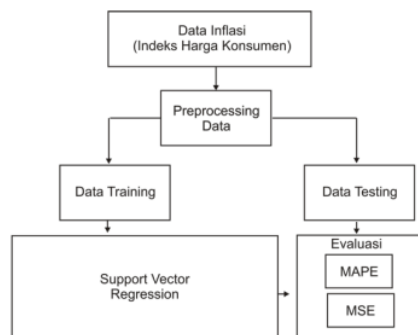 Data Inflasi
(Indeks Harga Konsumen)
Preprocessing
Data
Data Training
Data Testing
Support Vector
Regression
Evaluasi
MAPE
MSE